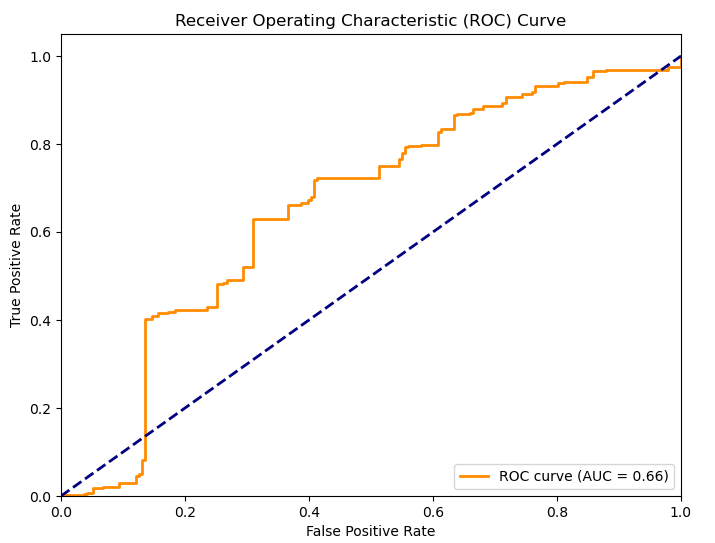 Receiver Operating Characteristic (ROC) Curve
True Positive Rate
1.0
0.8
0.6
0.4
0.2
0.0
ROC curve (AUC = 0.66)
0.0 0.2 0.4 0.6 0.8 1.0
False Positive Rate